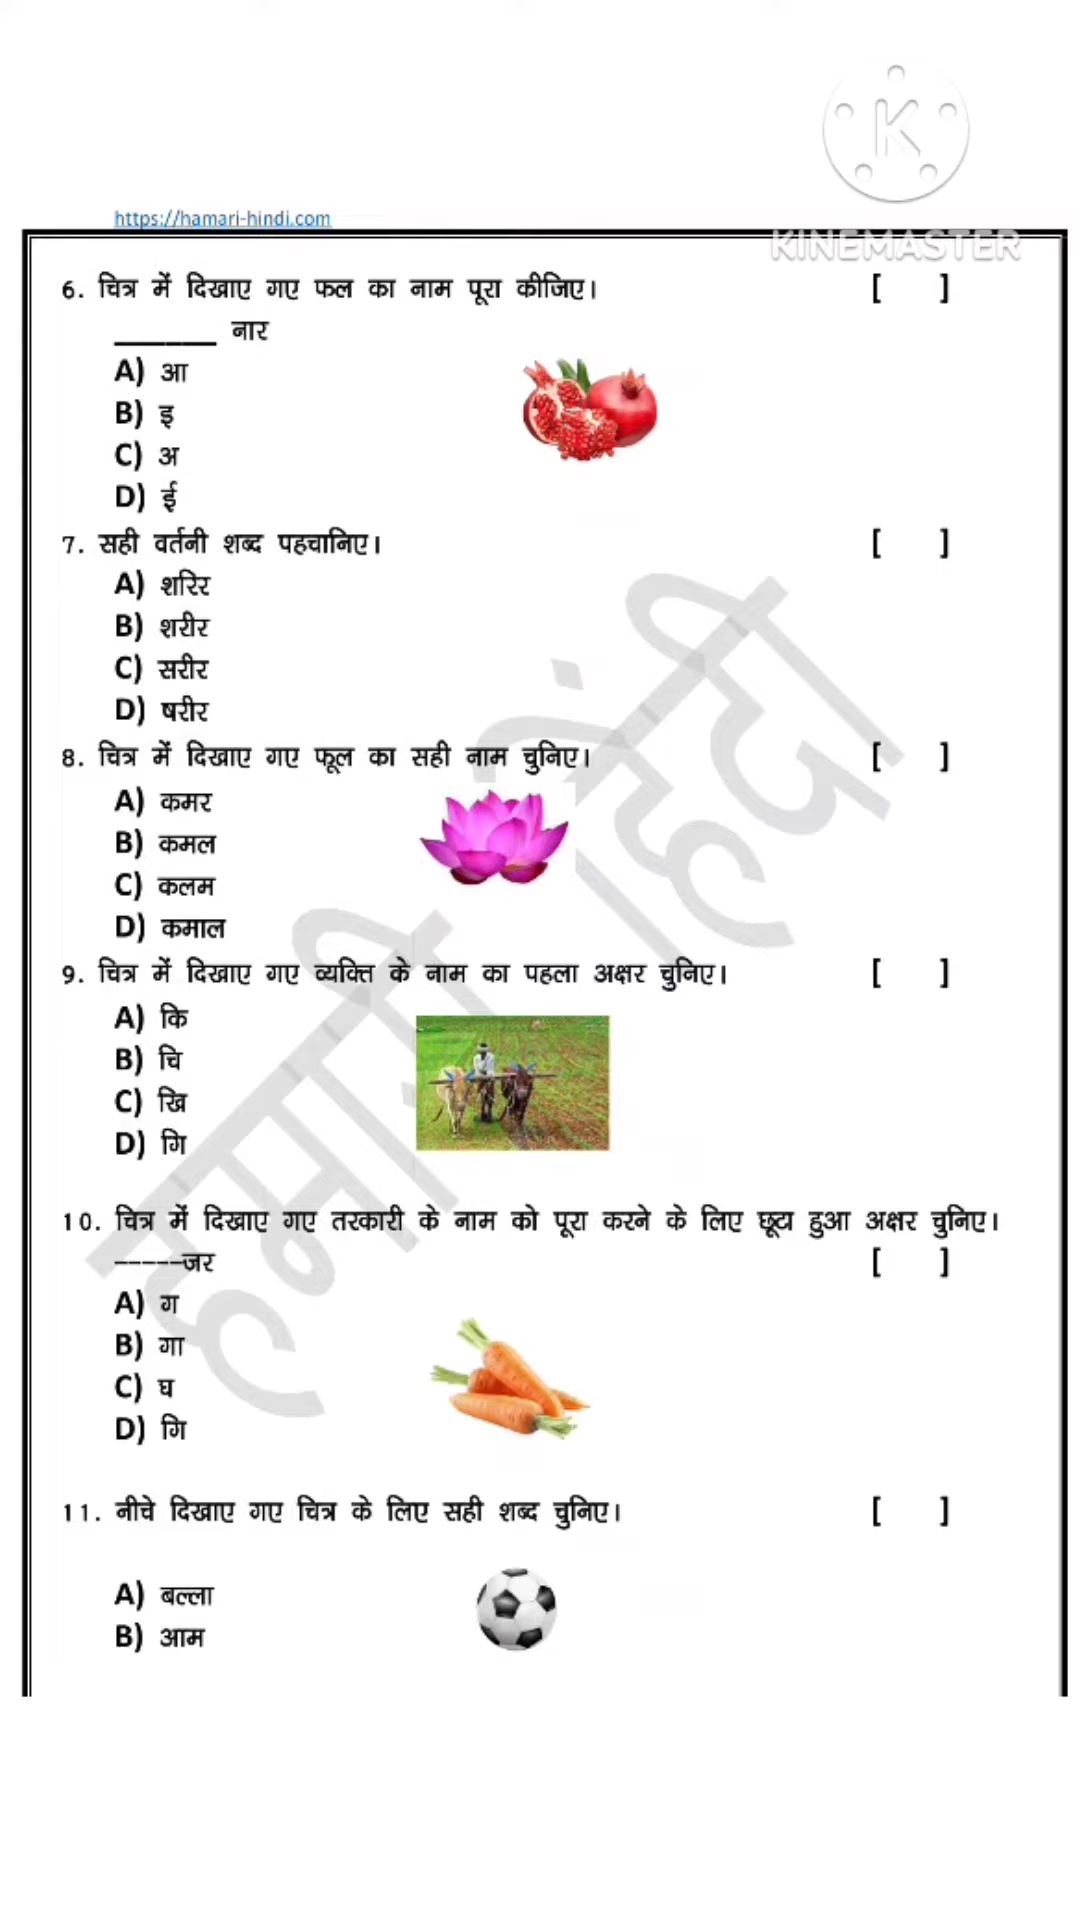 K
KINEMASTER
https://hamari-hindi.com
6. चित्र में दिखाए गए फल का नाम पूरा कीजिए। [ ]
______ नार
A) आ
B) इ
C) अ
D) ई
7. सही वर्तनी शब्द पहचानिए। [ ]
A) शरिर
B) शरीर
C) सरीर
D) षरीर
8. चित्र में दिखाए गए फूल का सही नाम चुनिए। [ ]
A) कमर
B) कमल
C) कलम
D) कमाल
9. चित्र में दिखाए गए व्यक्ति के नाम का पहला अक्षर चुनिए। [ ]
A) कि
B) चि
C) खि
D) गि
10. चित्र में दिखाए गए तरकारी के नाम को पूरा करने के लिए छूटा हुआ अक्षर चुनिए।
-----जर [ ]
A) ग
B) गा
C) घ
D) गि
11. नीचे दिखाए गए चित्र के लिए सही शब्द चुनिए। [ ]
A) बल्ला
B) आम
हमारी हिंदी